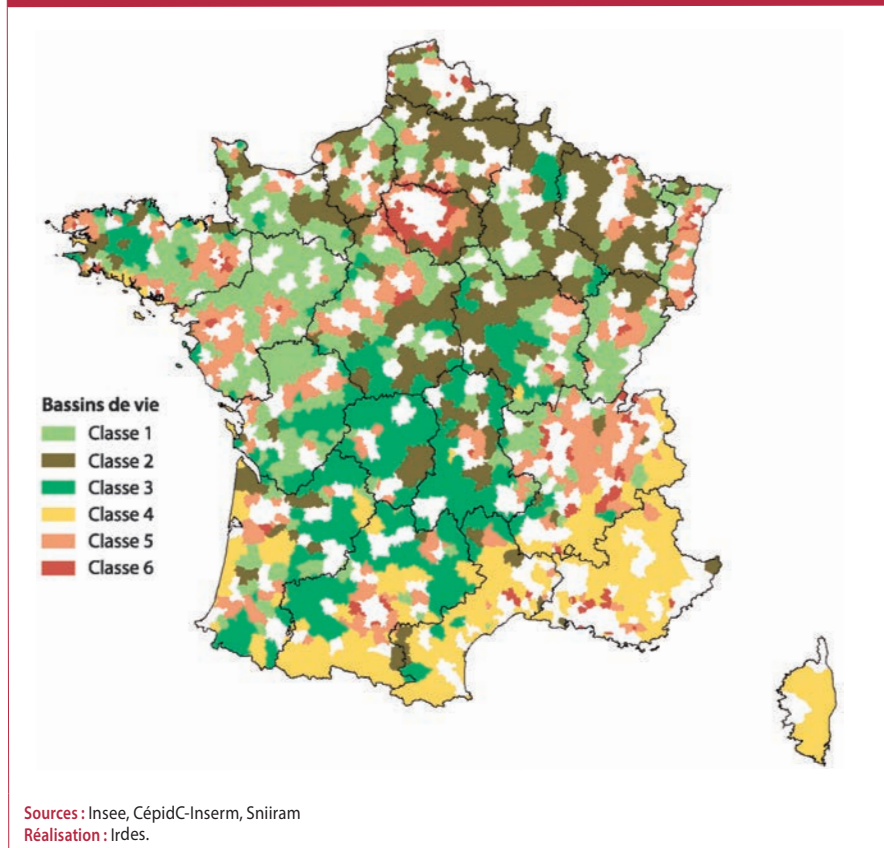 Bassins de vie
Classe 1
Classe 2
Classe 3
Classe 4
Classe 5
Classe 6
Sources : Insee, CépidC-Inserm, Sniiram
Réalisation : Irdes.